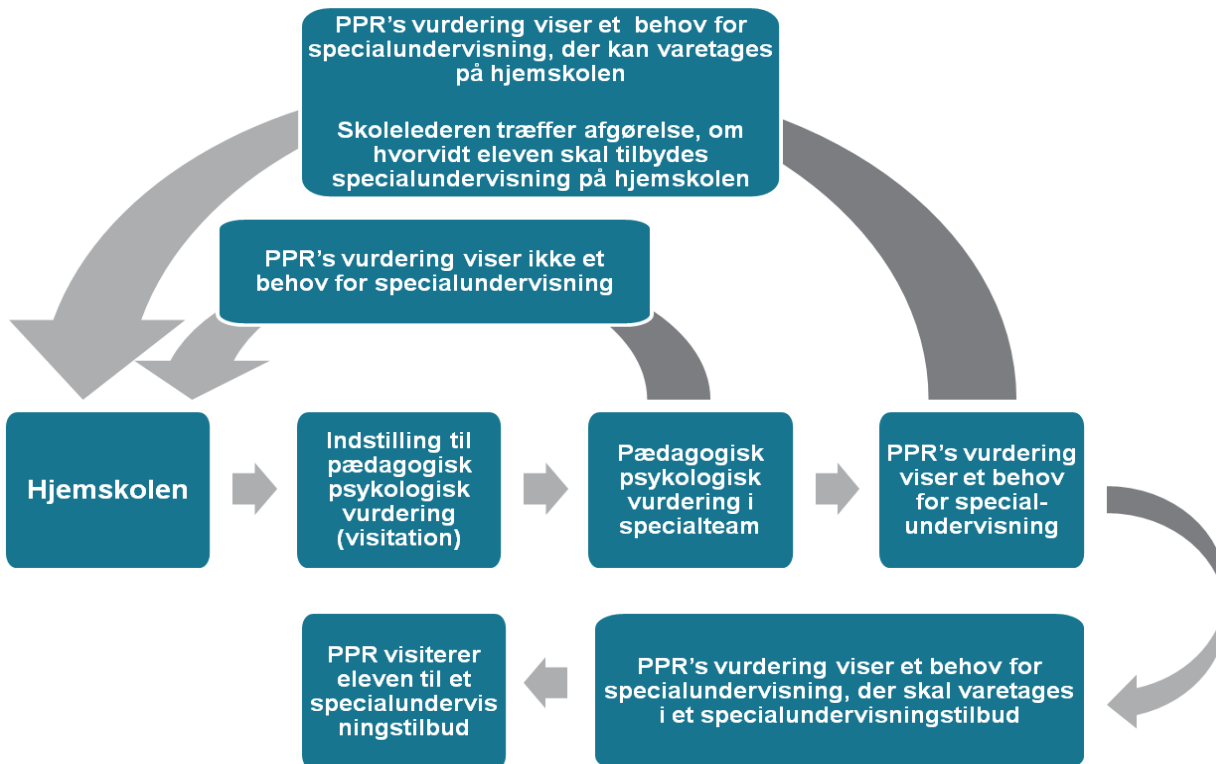 PPR’s vurdering viser et behov for
specialundervisning, der kan varetages
på hjemskolen
Skolelederen træffer afgørelse, om
hvorvidt eleven skal tilbydes
specialundervisning på hjemskolen
PPR’s vurdering viser ikke et
behov for specialundervisning
Hjemskolen
Indstilling til
pædagogisk
psykologisk
vurdering
(visitation)
Pædagogisk
psykologisk
vurdering i
specialteam
PPR’s vurdering
viser et behov
for special-
undervisning
PPR visiterer
eleven til et
specialundervis
ningstilbud
PPR’s vurdering viser et behov for
specialundervisning, der skal varetages
i et specialundervisningstilbud